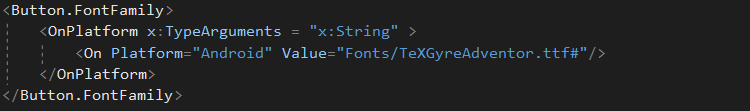 <Button.FontFamily>
<OnPlatform x:TypeArguments = "x:String" >
<On Platform="Android" Value="Fonts/TeXGyreAdventor.ttf#"/>
</OnPlatform>
</Button.FontFamily>